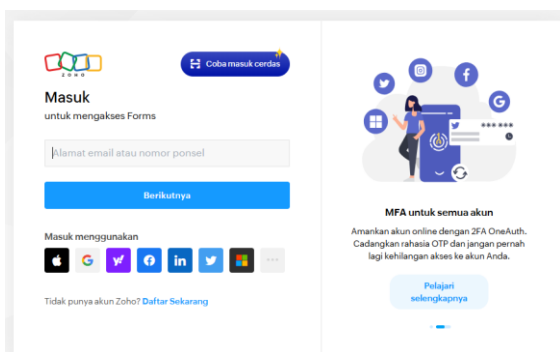 ZOHO
Coba masuk cerdas
Masuk
untuk mengakses Forms
Alamat email atau nomor ponsel
Berikutnya
Masuk menggunakan
Tidak punya akun Zoho? Daftar Sekarang
MFA untuk semua akun
Amankan akun online dengan 2FA OneAuth.
Cadangkan rahasia OTP dan jangan pernah
lagi kehilangan akses ke akun Anda.
Pelajari
selengkapnya